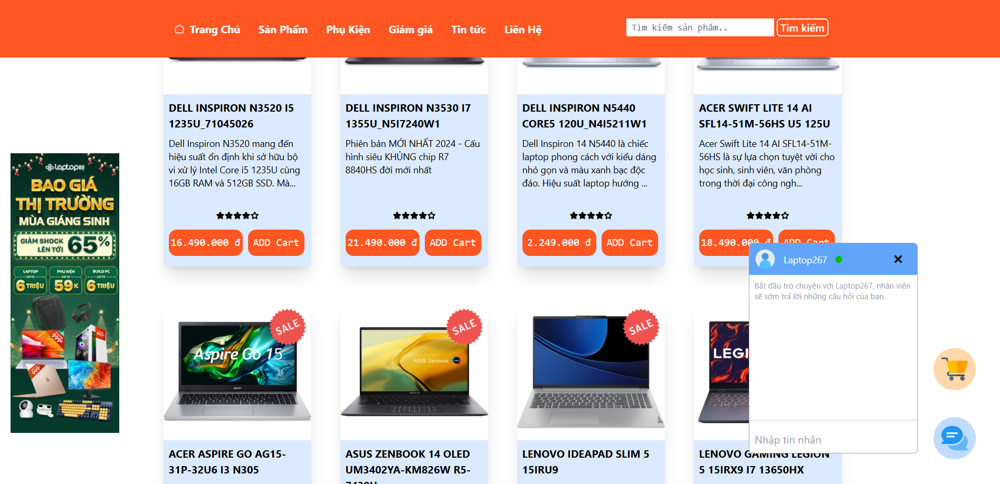 Trang Chủ
Sản Phẩm
Phụ Kiện
Giảm giá
Tin tức
Liên Hệ
Tìm kiếm sản phẩm..
Tìm kiếm
DELL INSPIRON N3520 I5
1235U_71045026
Dell Inspiron N3520 mang đến
hiệu suất ổn định khi sở hữu bộ
vi xử lý Intel Core i5 1235U cùng
16GB RAM và 512GB SSD. Mà...
16.490.000 đ
ADD Cart
DELL INSPIRON N3530 I7
1355U_N5I7240W1
Phiên bản MỚI NHẤT 2024 - Cấu
hình siêu KHỦNG chip R7
8840HS đời mới nhất
21.490.000 đ
ADD Cart
DELL INSPIRON N5440
CORE5 120U_N4I5211W1
Dell Inspiron 14 N5440 là chiếc
laptop phong cách với kiểu dáng
nhỏ gọn và màu xanh bạc độc
đáo. Hiệu suất laptop hướng ...
2.249.000 đ
ADD Cart
ACER SWIFT LITE 14 AI
SFL14-51M-56HS U5 125U
Acer Swift Lite 14 AI SFL14-51M-
56HS là sự lựa chọn tuyệt vời cho
học sinh, sinh viên, văn phòng
trong thời đại công ngh...
18.490.000 đ
ADD Cart
laptop88
BAO GIÁ
THỊ TRƯỜNG
MÙA GIÁNG SINH
GIẢM SHOCK
LÊN TỚI
65%
LAPTOP
CHỈ TỪ
6 TRIỆU
PHỤ KIỆN
CHỈ TỪ
59K
BUILD PC
CHỈ TỪ
6 TRIỆU
SALE
Aspire Go 15
acer
ACER ASPIRE GO AG15-
31P-32U6 I3 N305
SALE
ASUS Zenbook
ASUS ZENBOOK 14 OLED
UM3402YA-KM826W R5-
7430U
SALE
LENOVO IDEAPAD SLIM 5
15IRU9
LEGI
LENOVO GAMING LEGION
5 15IRX9 I7 13650HX
Laptop267
Bắt đầu trò chuyện với Laptop267, nhân viên
sẽ sớm trả lời những câu hỏi của bạn.
Nhập tin nhắn